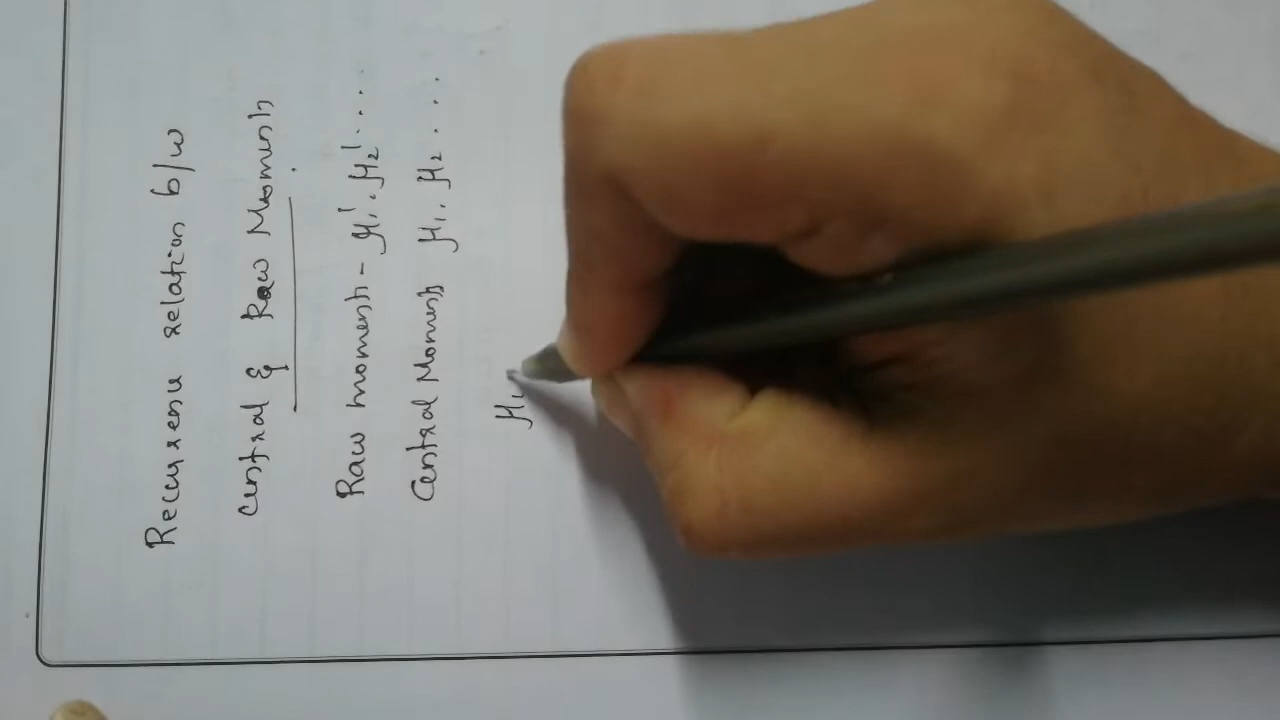 Recurrence relation b/w
central & Raw Moments
Raw moments - μ₁'. μ₂' ....
Central Moments μ₁. μ₂ ....
μ₁